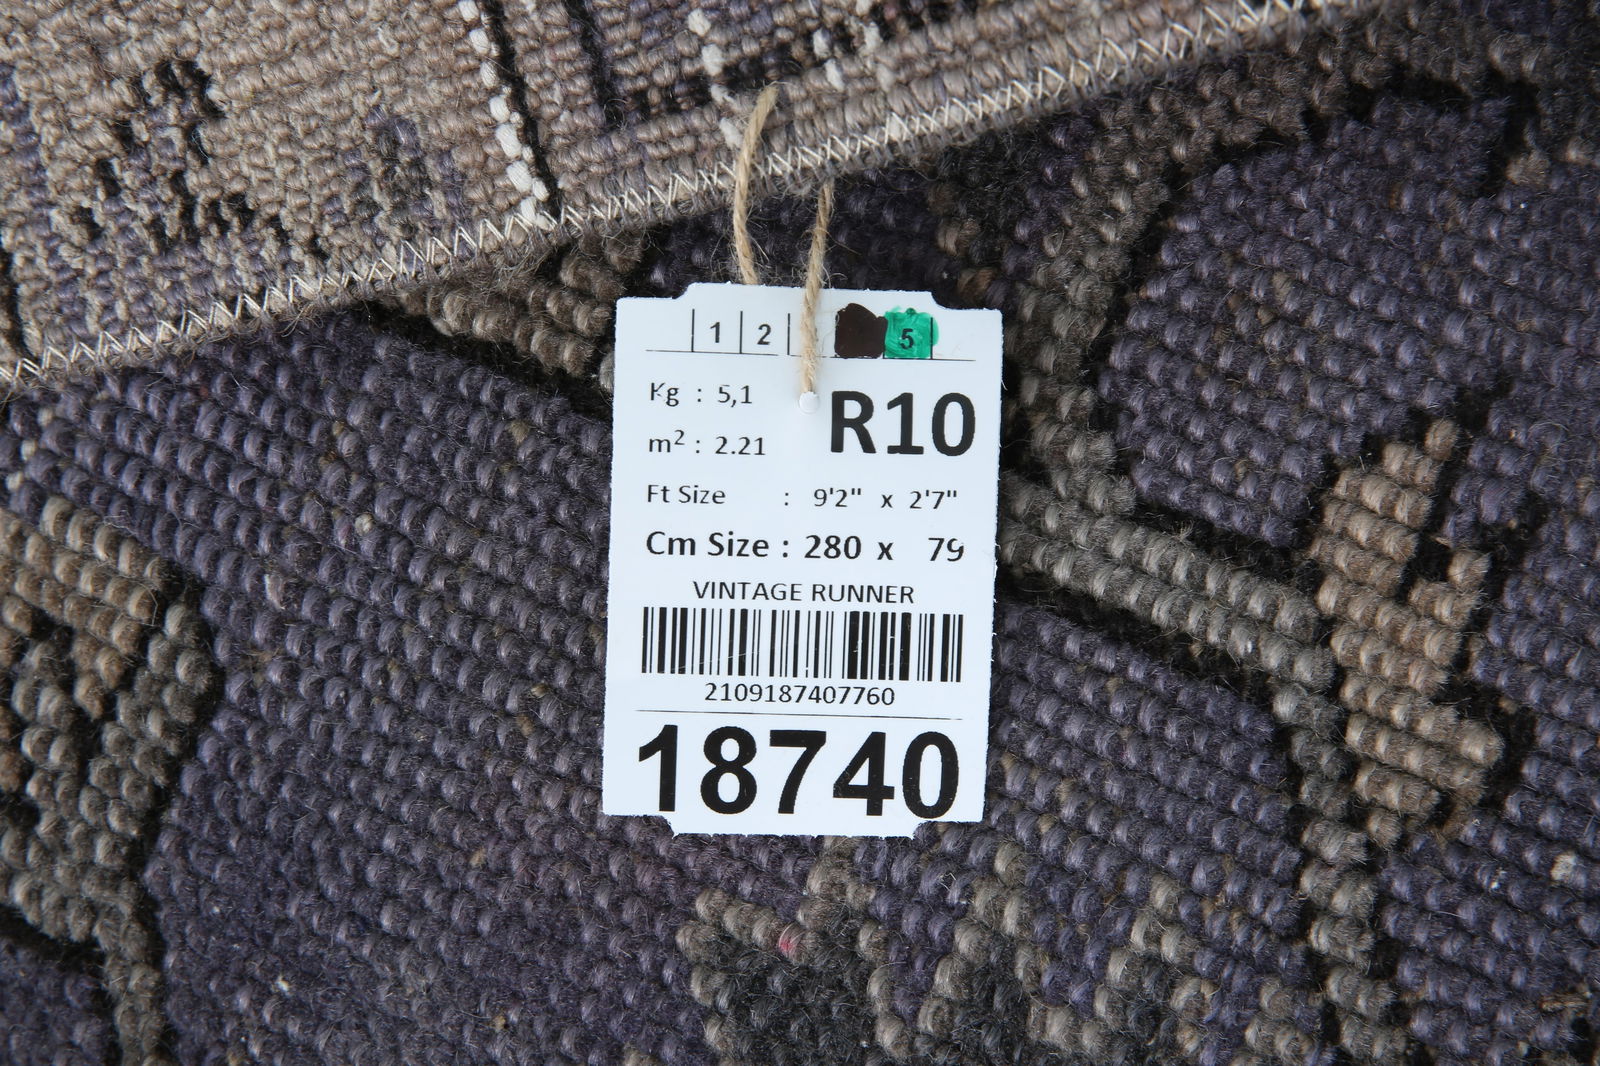 1 2 5
Kg : 5,1
R10
m² : 2.21
Ft Size : 9'2" x 2'7"
Cm Size : 280 x 79
VINTAGE RUNNER
2109187407760
18740